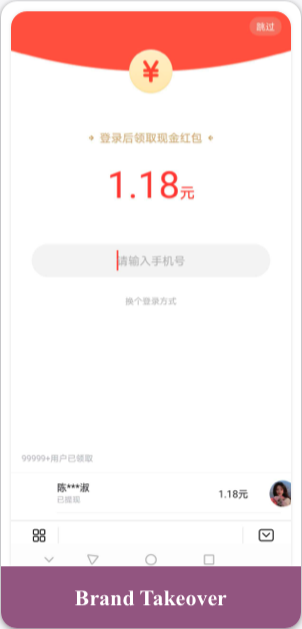 跳过
¥
登录后领取现金红包
1.18元
请输入手机号
换个登录方式
99999+用户已领取
陈***淑
已提现
1.18元
Brand Takeover